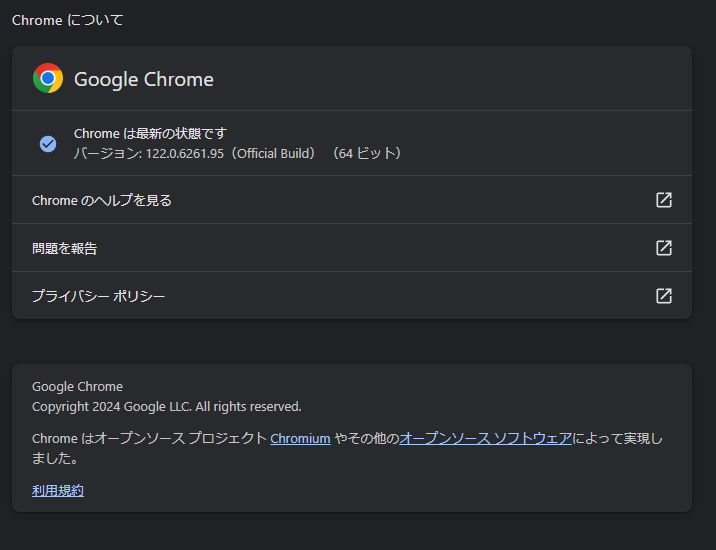 Chrome について
Google Chrome
Chrome は最新の状態です
バージョン: 122.0.6261.95（Official Build） （64 ビット）
Chrome のヘルプを見る
問題を報告
プライバシー ポリシー
Google Chrome
Copyright 2024 Google LLC. All rights reserved.
Chrome はオープンソース プロジェクト Chromium やその他のオープンソース ソフトウェアによって実現し
ました。
利用規約